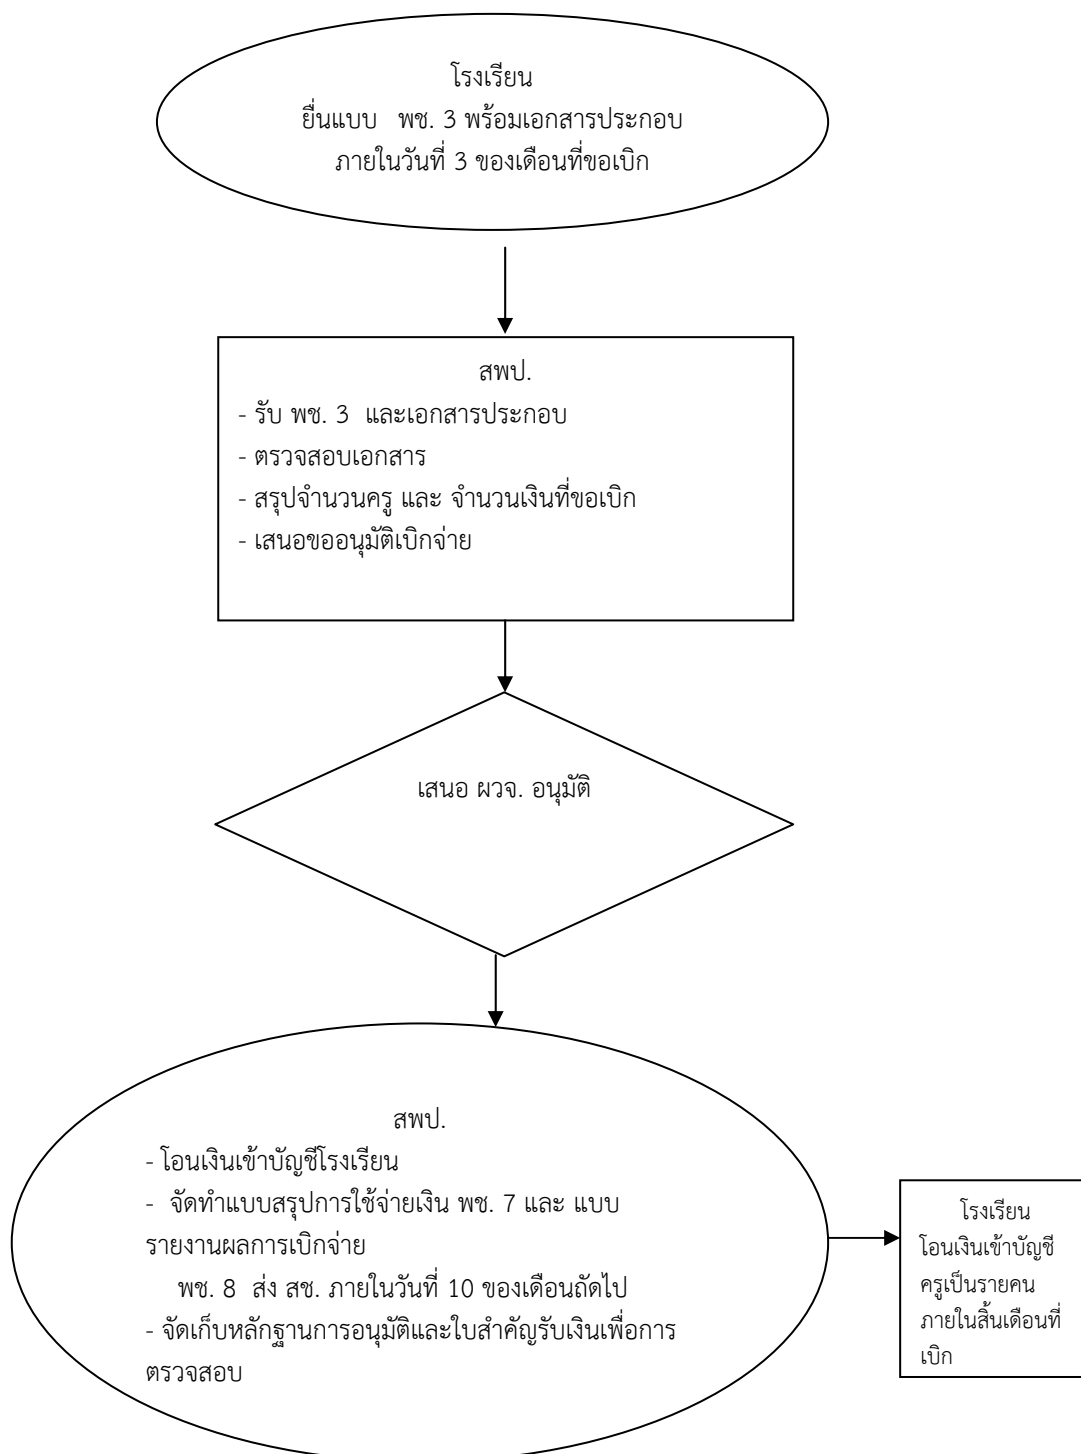 โรงเรียน
ยื่นแบบ พช. 3 พร้อมเอกสารประกอบ
ภายในวันที่ 3 ของเดือนที่ขอเบิก
สพป.
- รับ พช. 3 และเอกสารประกอบ
- ตรวจสอบเอกสาร
- สรุปจำนวนครู และ จำนวนเงินที่ขอเบิก
- เสนอขออนุมัติเบิกจ่าย
เสนอ ผวจ. อนุมัติ
สพป.
- โอนเงินเข้าบัญชีโรงเรียน
- จัดทำแบบสรุปการใช้จ่ายเงิน พช. 7 และ แบบ
รายงานผลการเบิกจ่าย
พช. 8 ส่ง สช. ภายในวันที่ 10 ของเดือนถัดไป
- จัดเก็บหลักฐานการอนุมัติและใบสำคัญรับเงินเพื่อการ
ตรวจสอบ
โรงเรียน
โอนเงินเข้าบัญชี
ครูเป็นรายคน
ภายในสิ้นเดือนที่
เบิก